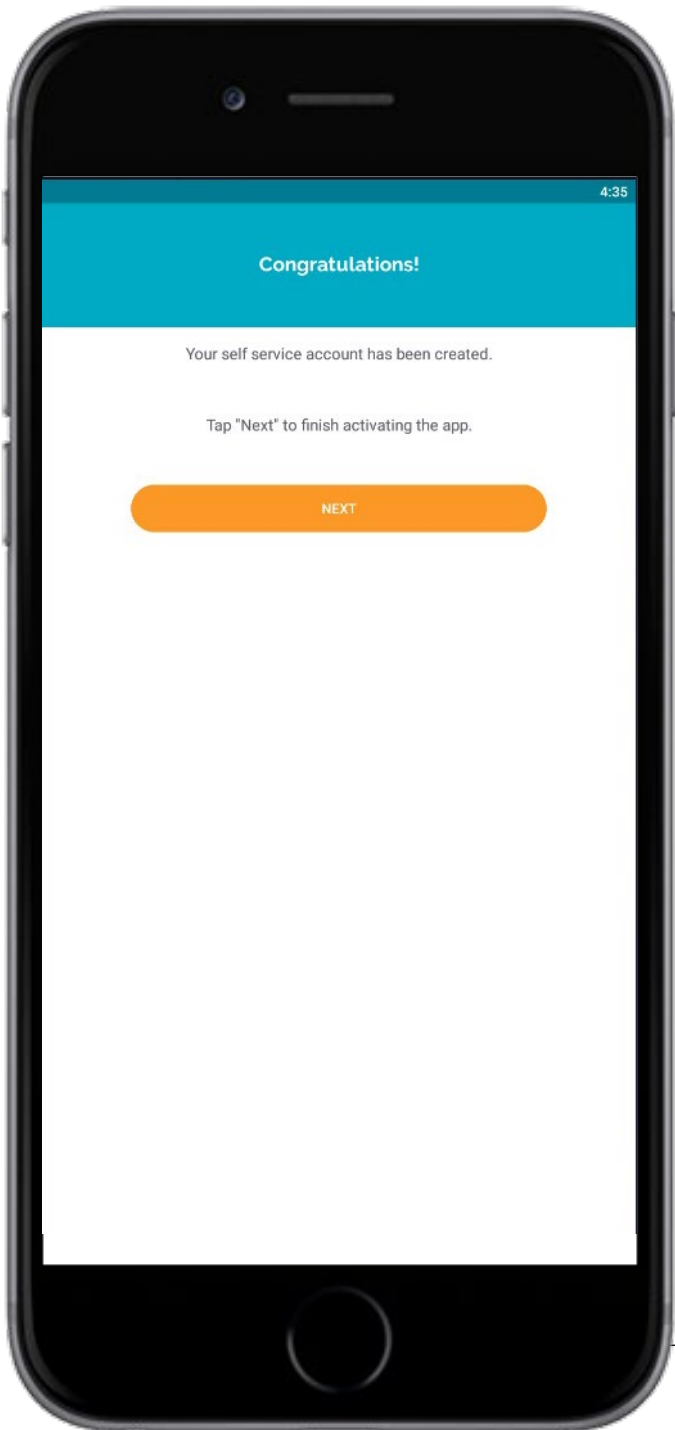 4:35
Congratulations!
Your self service account has been created.
Tap "Next" to finish activating the app.
NEXT